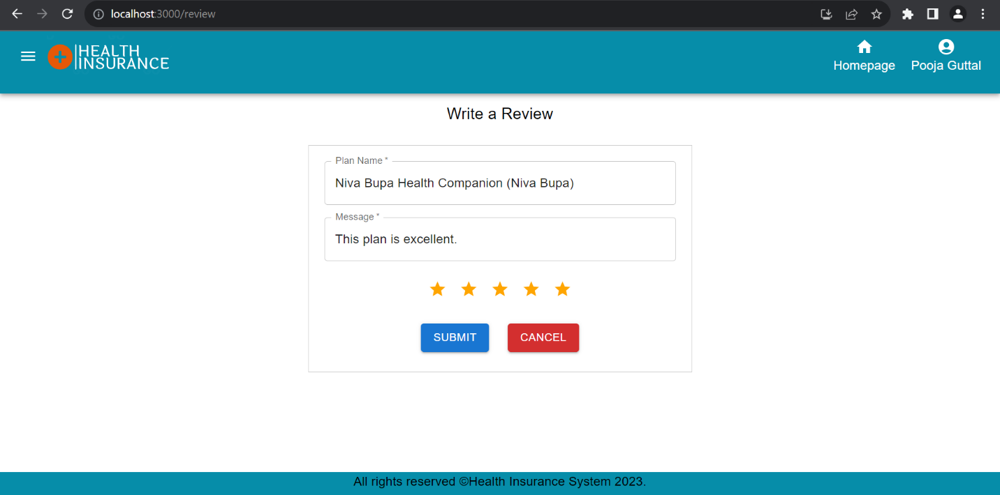 localhost:3000/review
HEALTH
INSURANCE
Homepage
Pooja Guttal
Write a Review
Plan Name *
Niva Bupa Health Companion (Niva Bupa)
Message *
This plan is excellent.
SUBMIT
CANCEL
All rights reserved ©Health Insurance System 2023.